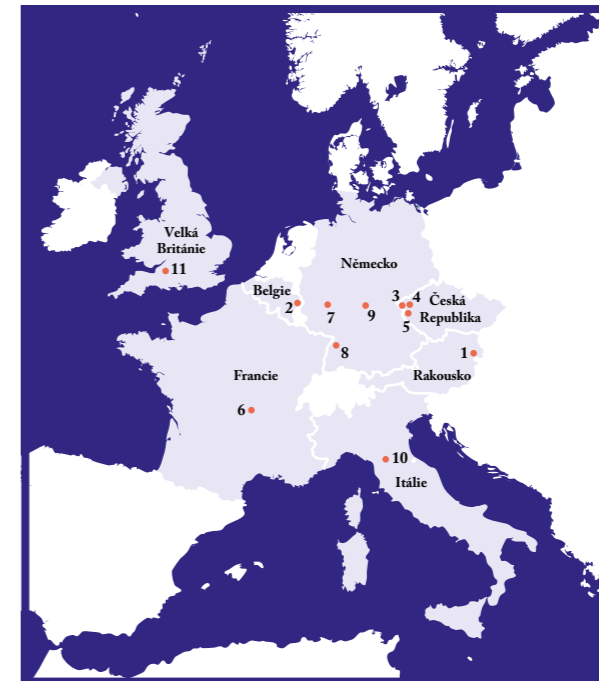 Velká
Británie
11
Německo
Belgie
2
7
9
3
4
5
Česká
Republika
8
1
Rakousko
Francie
6
10
Itálie